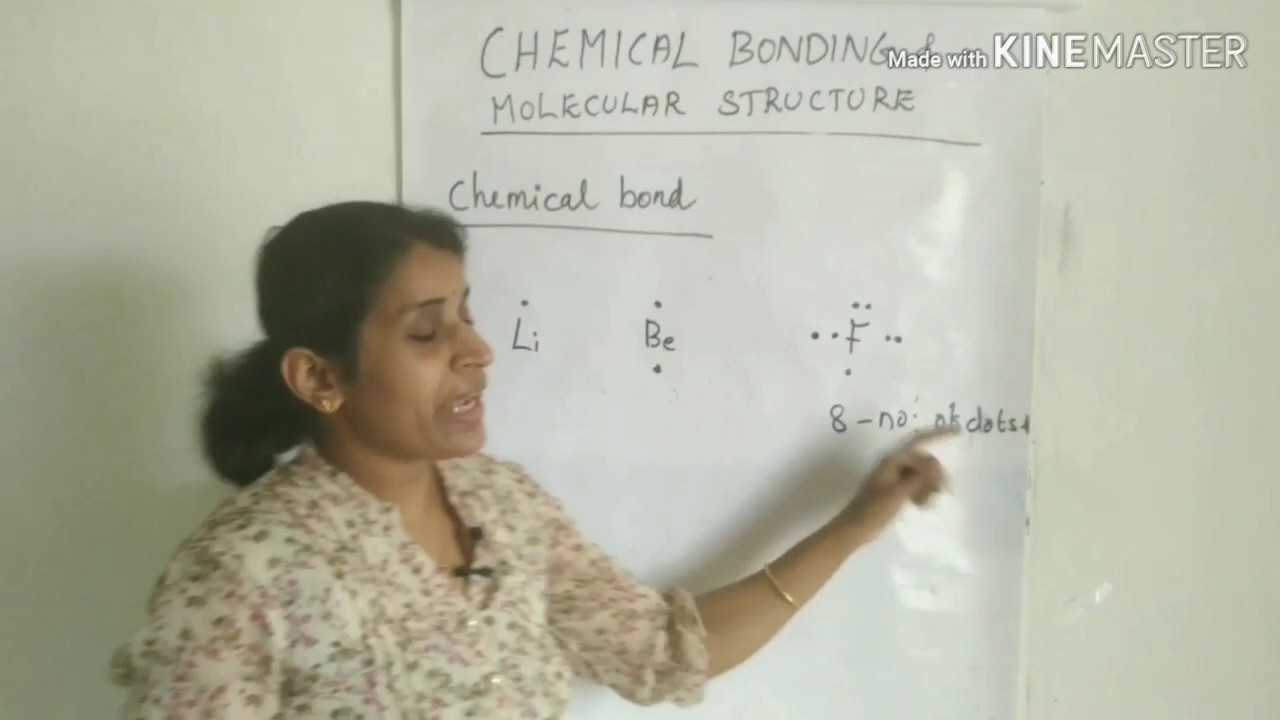 CHEMICAL BONDING &
Made with KINEMASTER
MOLECULAR STRUCTURE
Chemical bond
Li Be F
8 - no: of dots